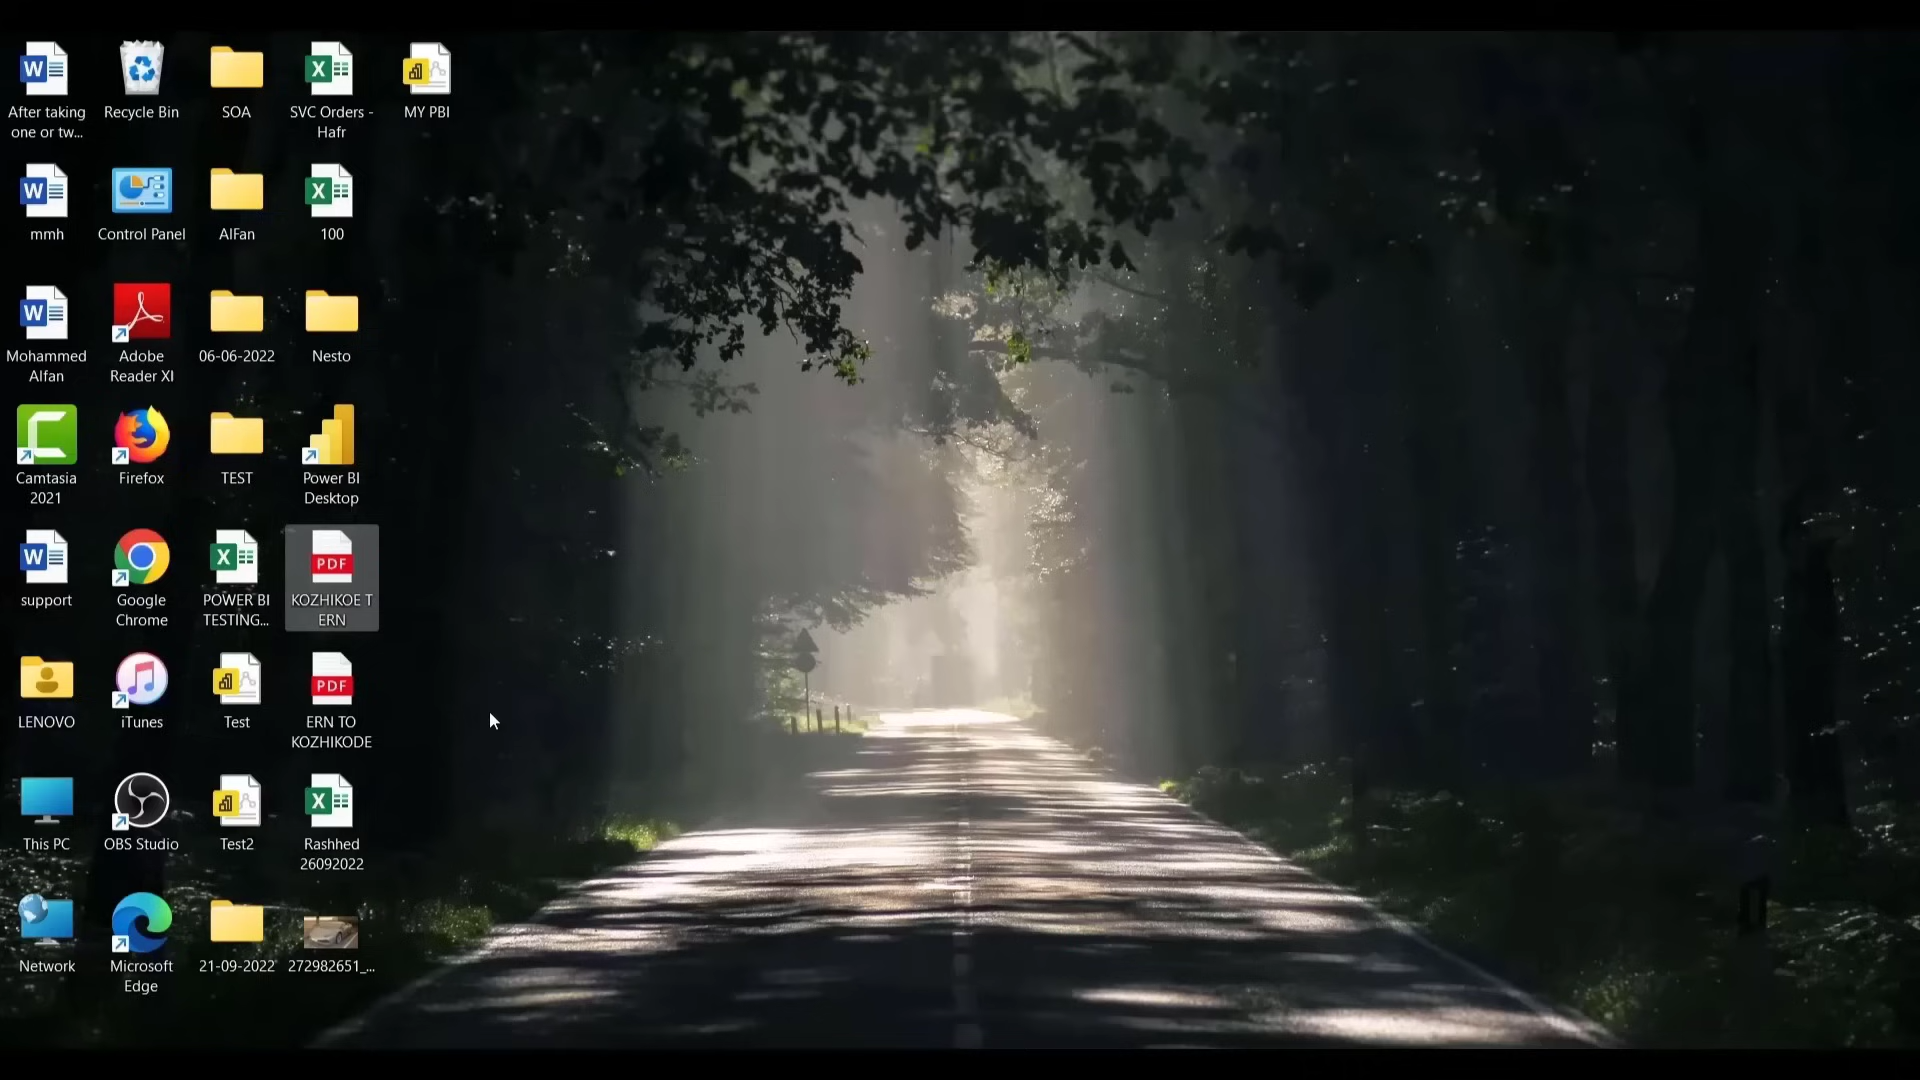 After taking
one or tw...
Recycle Bin
SOA
SVC Orders -
Hafr
MY PBI
mmh
Control Panel
AlFan
100
Mohammed
Alfan
Adobe
Reader XI
06-06-2022
Nesto
Camtasia
2021
Firefox
TEST
Power BI
Desktop
support
Google
Chrome
POWER BI
TESTING...
PDF
KOZHIKOE T
ERN
LENOVO
iTunes
Test
PDF
ERN TO
KOZHIKODE
This PC
OBS Studio
Test2
Rashhed
26092022
Network
Microsoft
Edge
21-09-2022
272982651_...